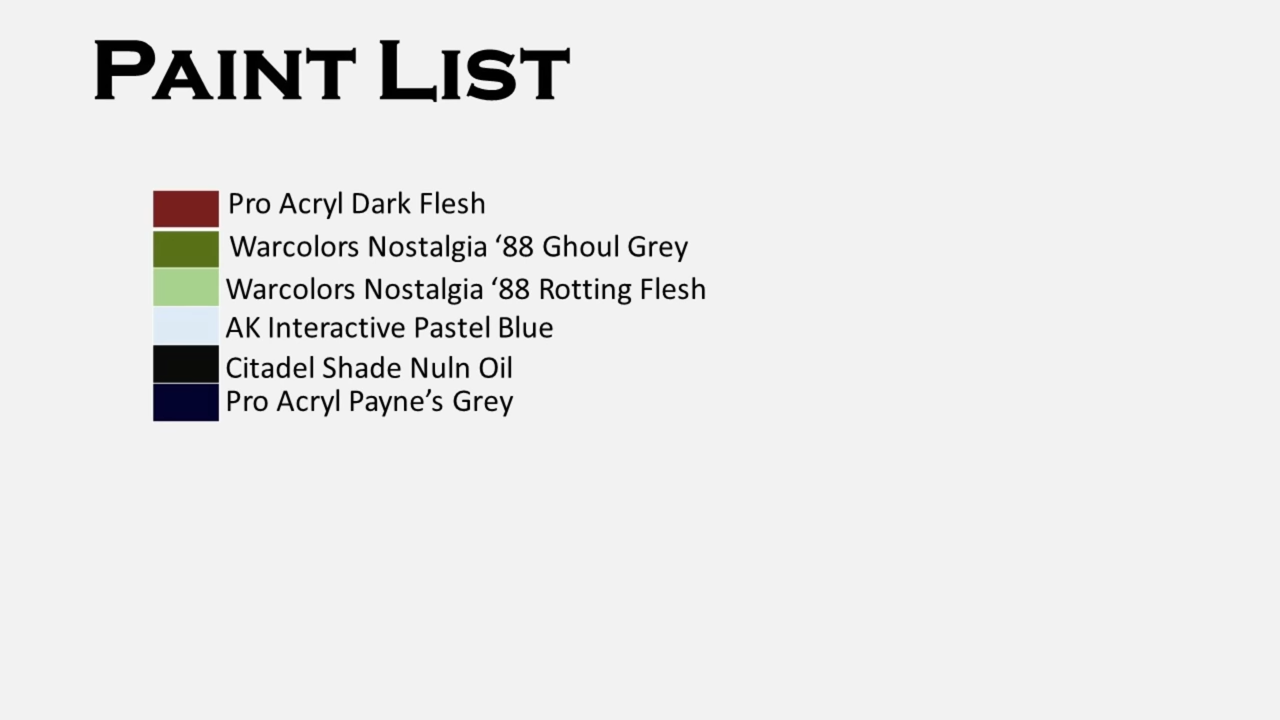 Paint List
Pro Acryl Dark Flesh
Warcolors Nostalgia ‘88 Ghoul Grey
Warcolors Nostalgia ‘88 Rotting Flesh
AK Interactive Pastel Blue
Citadel Shade Nuln Oil
Pro Acryl Payne’s Grey